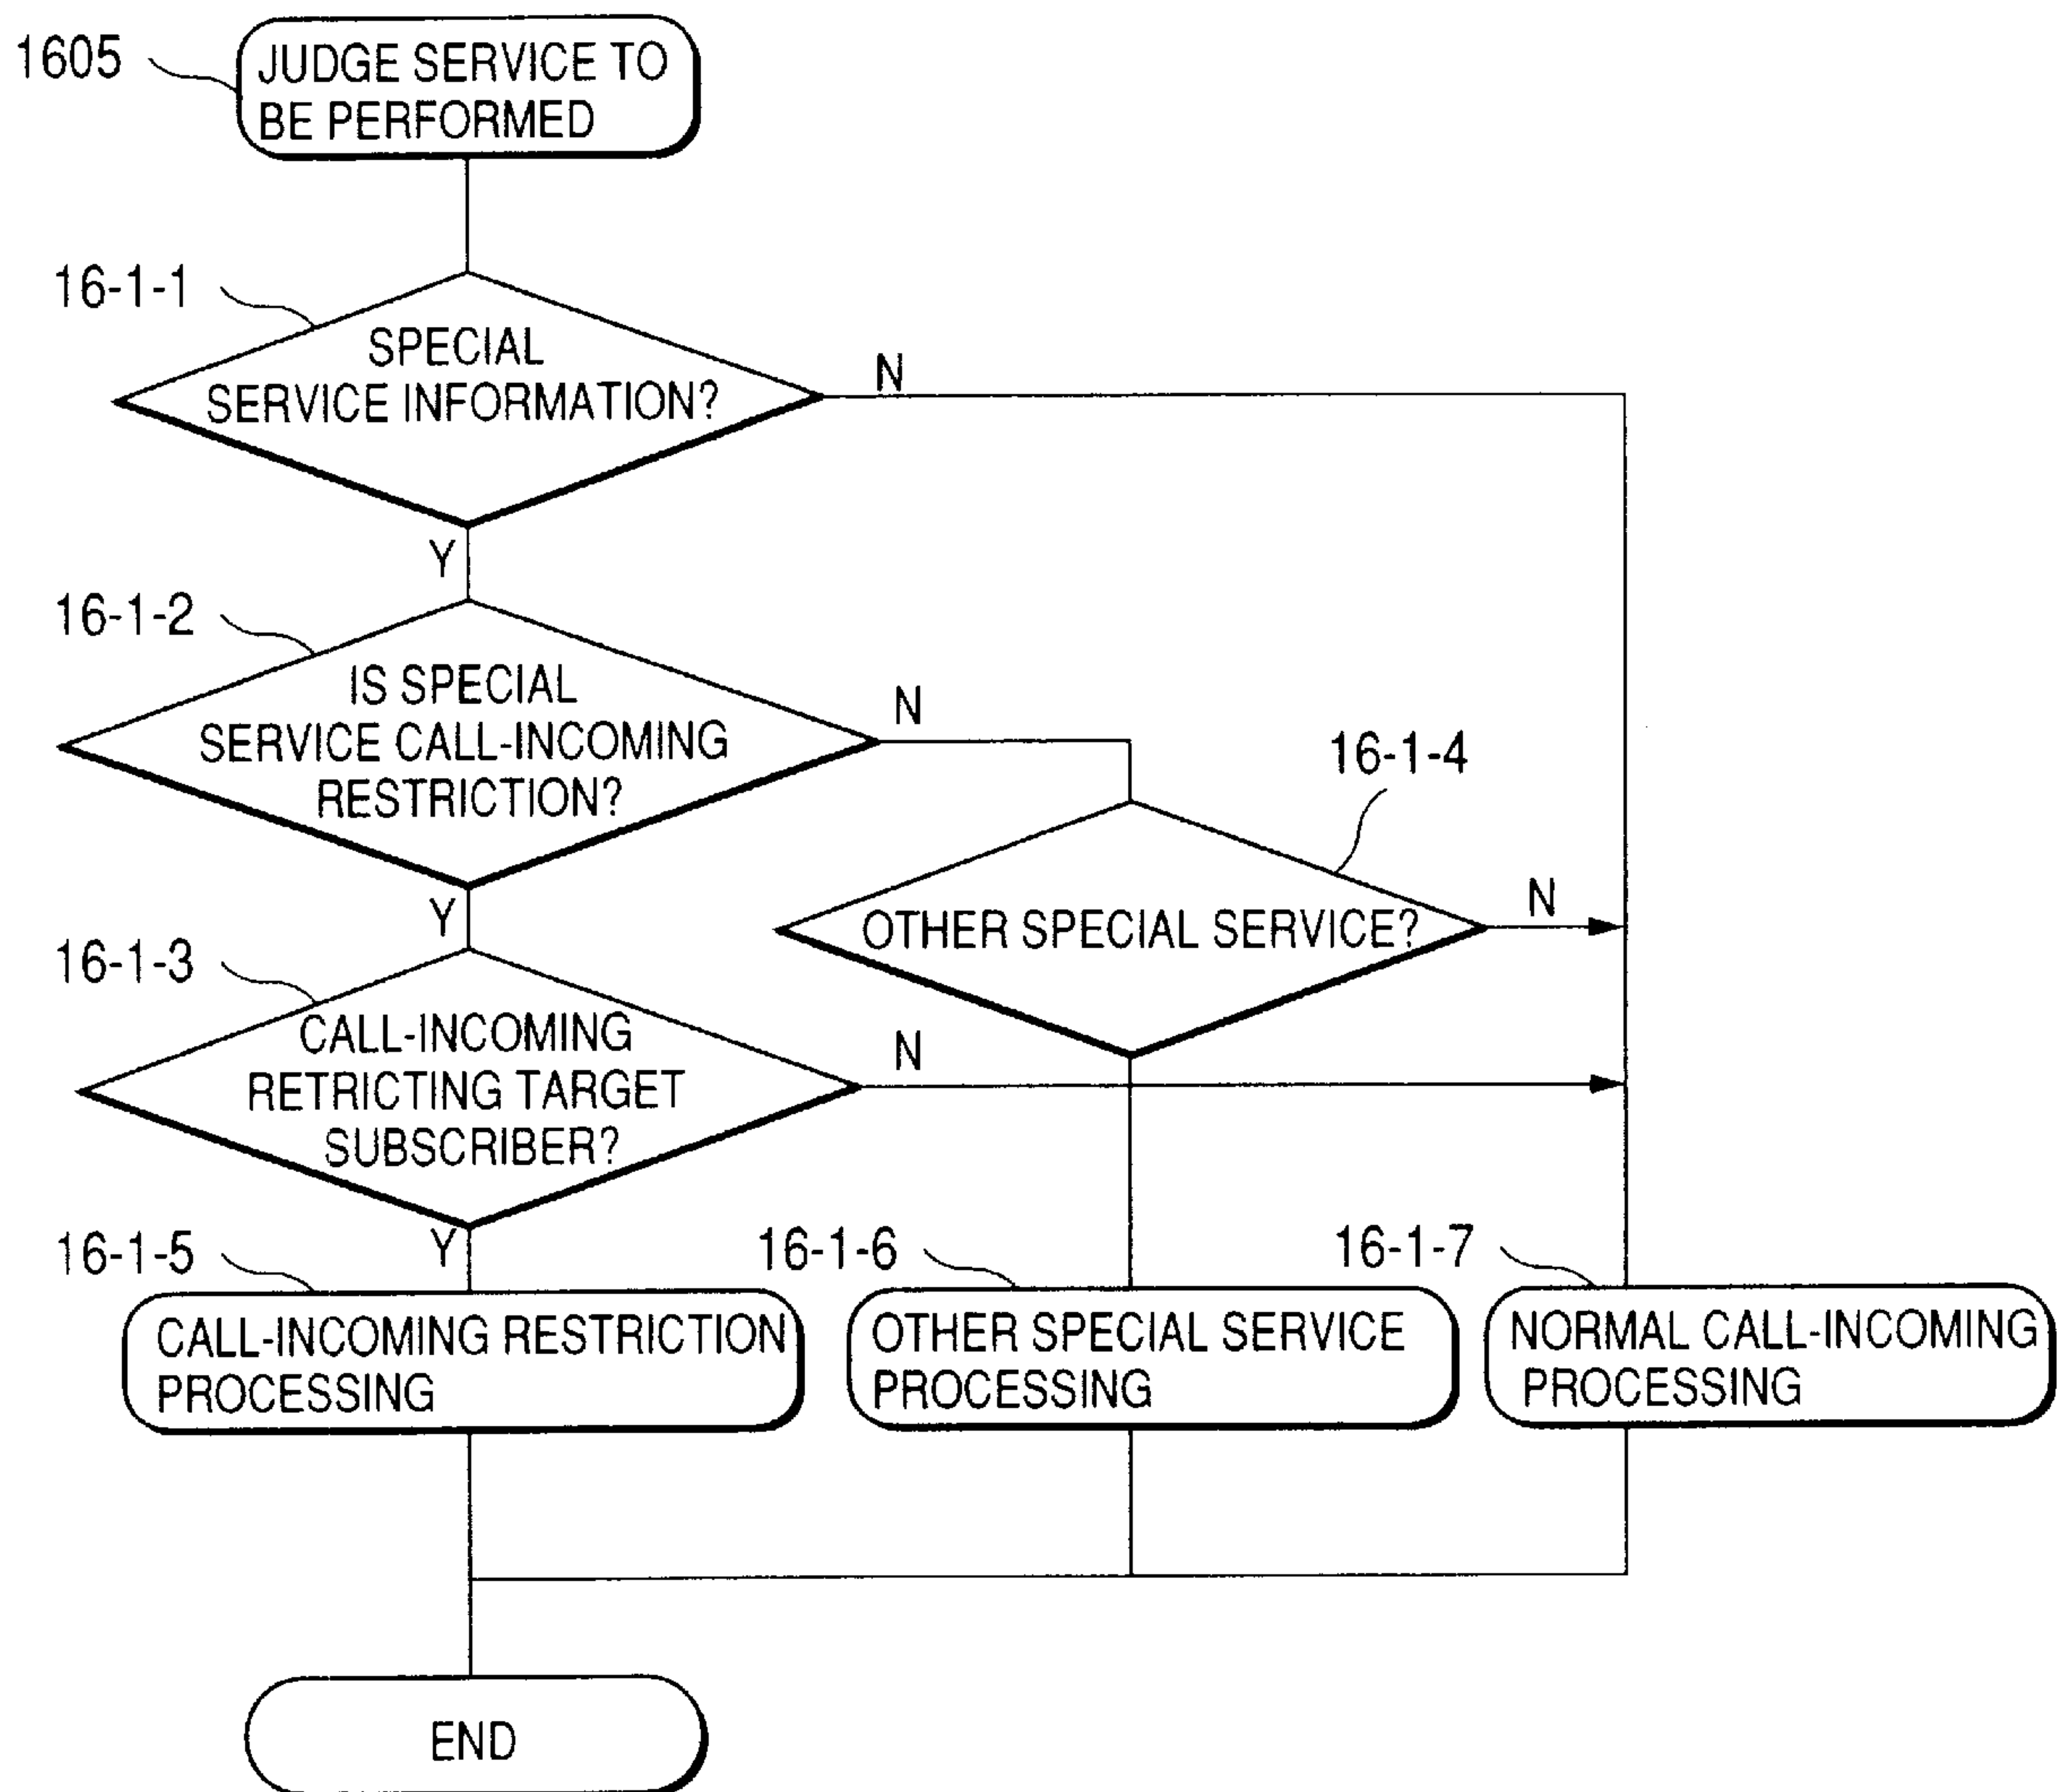 1605
JUDGE SERVICE TO
BE PERFORMED
16-1-1
SPECIAL
SERVICE INFORMATION?
N
Y
16-1-2
IS SPECIAL
SERVICE CALL-INCOMING
RESTRICTION?
N
16-1-4
Y
OTHER SPECIAL SERVICE?
N
16-1-3
CALL-INCOMING
RETRICTING TARGET
SUBSCRIBER?
N
Y
16-1-5
CALL-INCOMING RESTRICTION
PROCESSING
16-1-6
OTHER SPECIAL SERVICE
PROCESSING
16-1-7
NORMAL CALL-INCOMING
PROCESSING
END